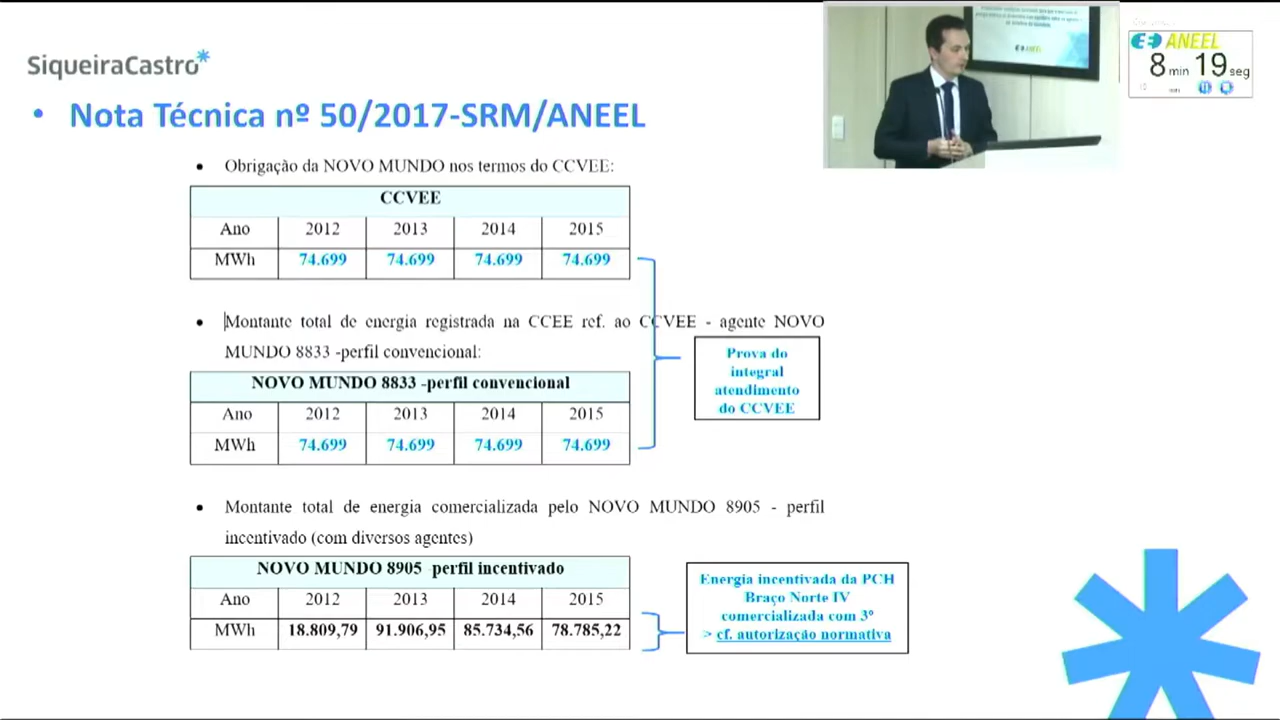 SiqueiraCastro*
ANEEL
8 min 19 seg
• Nota Técnica nº 50/2017-SRM/ANEEL
• Obrigação da NOVO MUNDO nos termos do CCVEE:
CCVEE
Ano 2012 2013 2014 2015
MWh 74.699 74.699 74.699 74.699
• Montante total de energia registrada na CCEE ref. ao CCVEE - agente NOVO
MUNDO 8833 -perfil convencional:
NOVO MUNDO 8833 -perfil convencional
Ano 2012 2013 2014 2015
MWh 74.699 74.699 74.699 74.699
Prova do
integral
atendimento
do CCVEE
• Montante total de energia comercializada pelo NOVO MUNDO 8905 - perfil
incentivado (com diversos agentes)
NOVO MUNDO 8905 perfil incentivado
Ano 2012 2013 2014 2015
MWh 18.809,79 91.906,95 85.734,56 78.785,22
Energia incentivada da PCH
Braço Norte IV
comercializada com 3º
> cf. autorização normativa